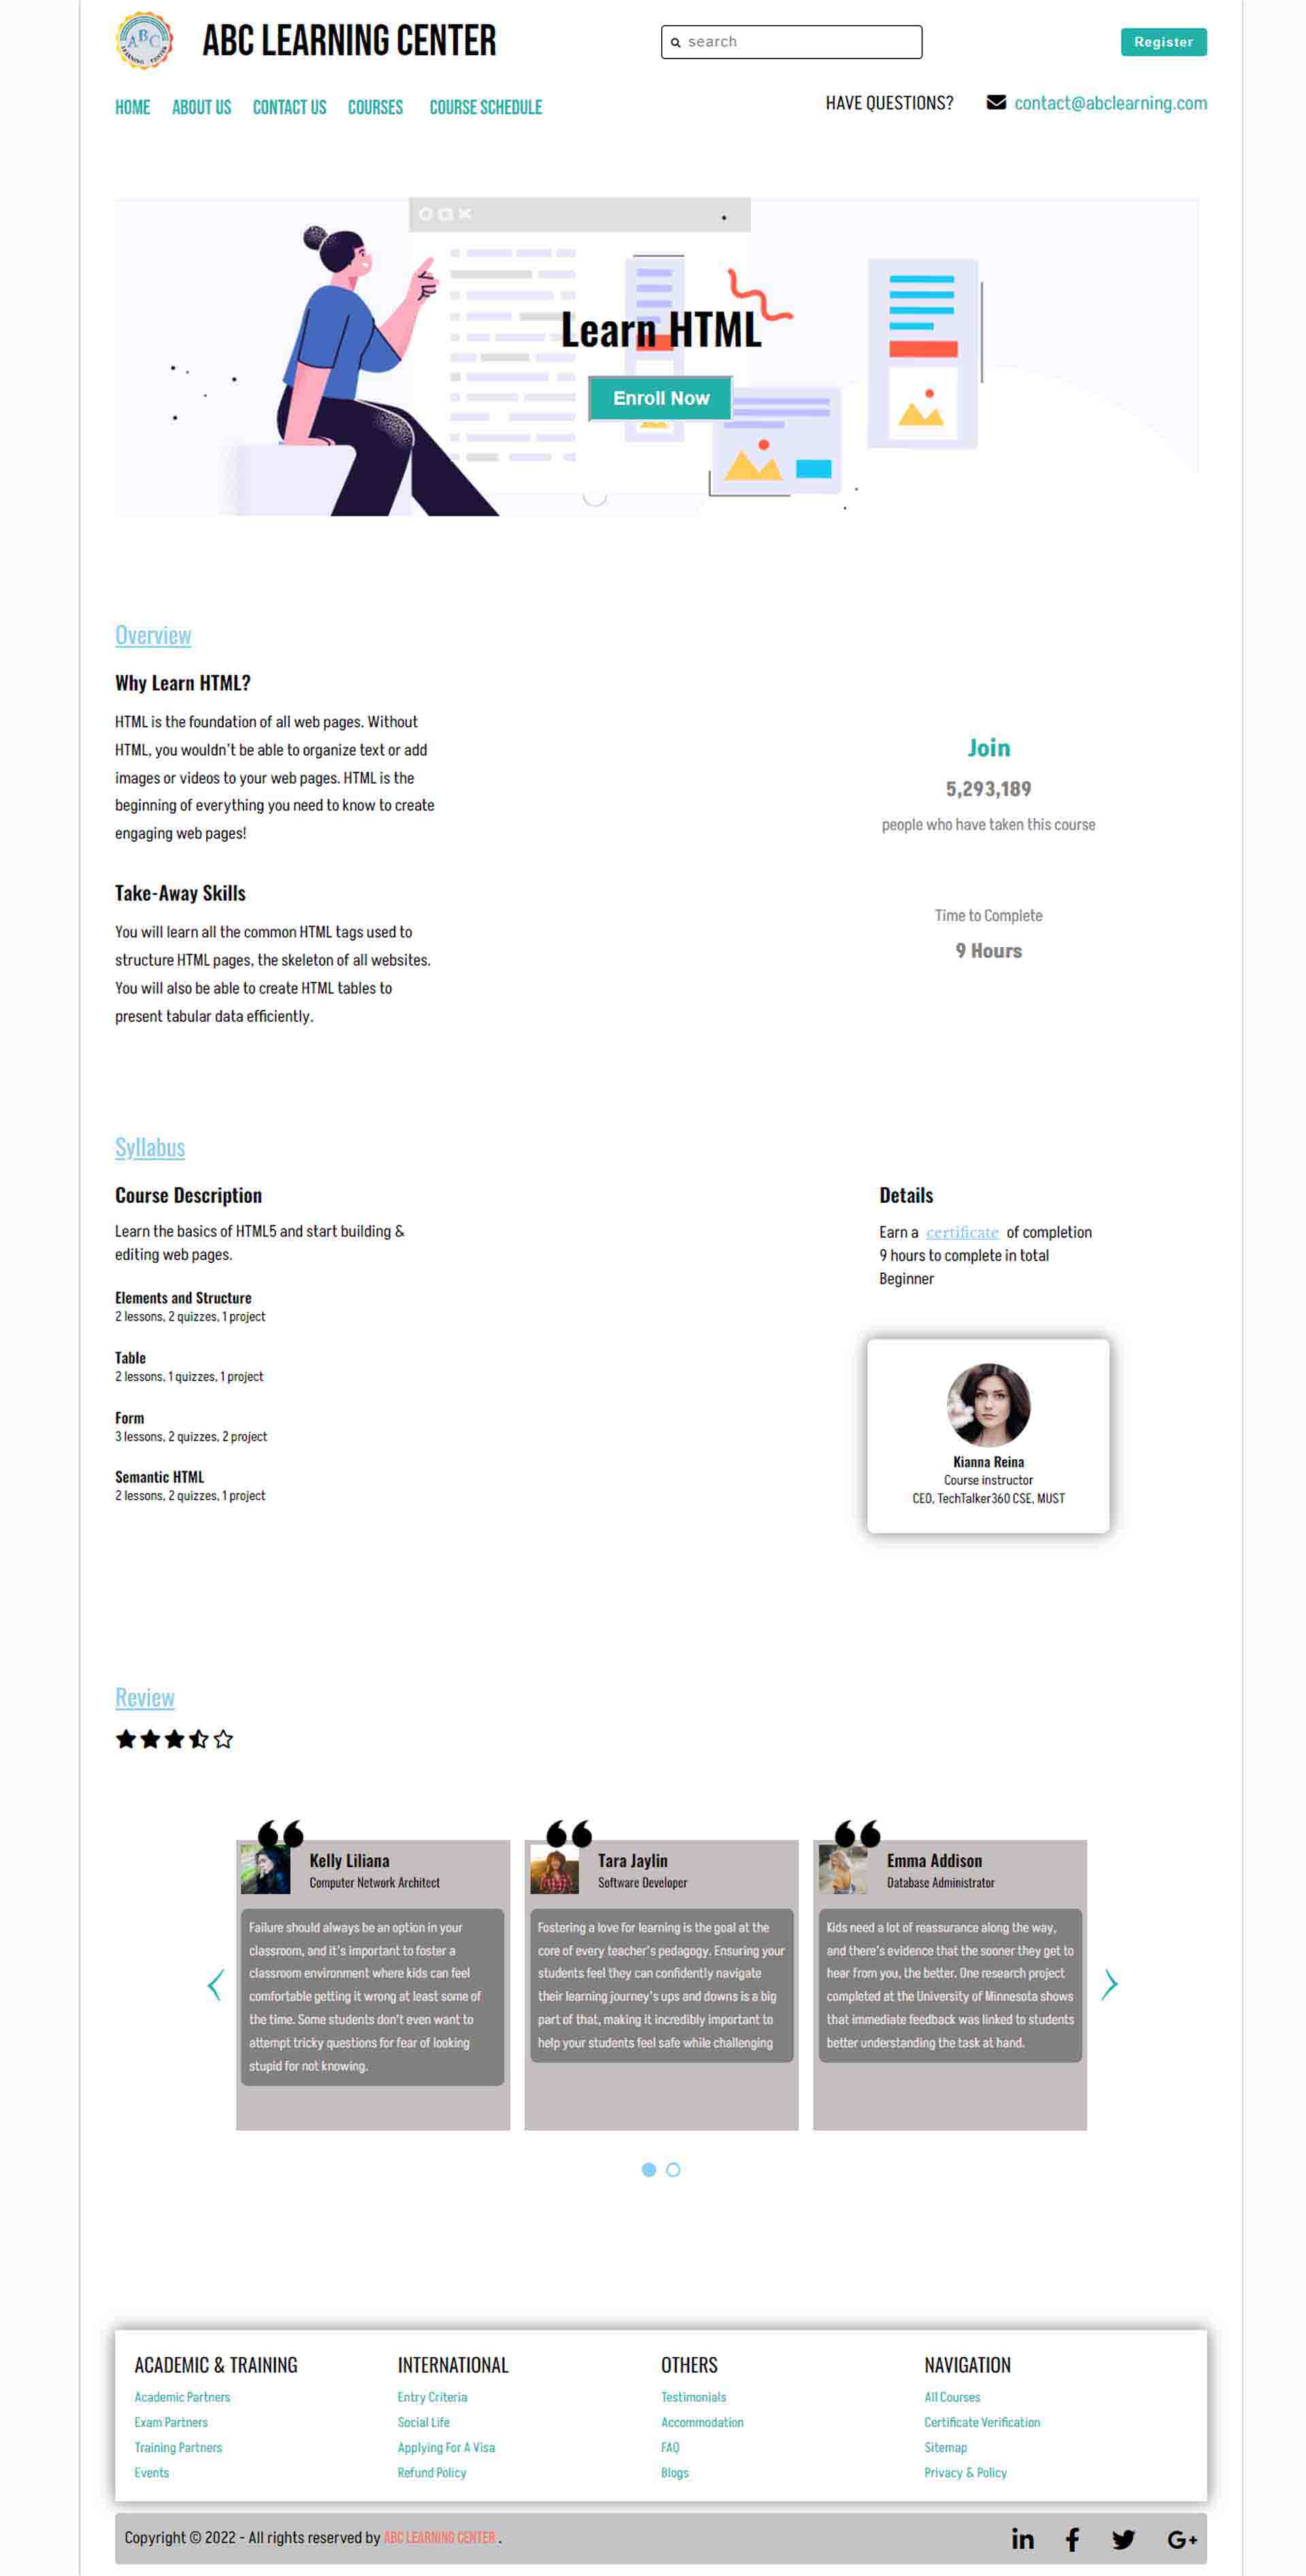 ABC LEARNING CENTER
ABC LEARNING CENTER
search
Register
HOME ABOUT US CONTACT US COURSES COURSE SCHEDULE
HAVE QUESTIONS? contact@abclearning.com
Learn HTML
Enroll Now
Overview
Why Learn HTML?
HTML is the foundation of all web pages. Without
HTML, you wouldn't be able to organize text or add
images or videos to your web pages. HTML is the
beginning of everything you need to know to create
engaging web pages!
Take-Away Skills
You will learn all the common HTML tags used to
structure HTML pages, the skeleton of all websites.
You will also be able to create HTML tables to
present tabular data efficiently.
Join
5,293,189
people who have taken this course
Time to Complete
9 Hours
Syllabus
Course Description
Learn the basics of HTML5 and start building &
editing web pages.
Elements and Structure
2 lessons, 2 quizzes, 1 project
Table
2 lessons, 1 quizzes, 1 project
Form
3 lessons, 2 quizzes, 2 project
Semantic HTML
2 lessons, 2 quizzes, 1 project
Details
Earn a certificate of completion
9 hours to complete in total
Beginner
Kianna Reina
Course instructor
CEO, TechTalker360 CSE, MUST
Review
Kelly Liliana
Computer Network Architect
Failure should always be an option in your
classroom, and it's important to foster a
classroom environment where kids can feel
comfortable getting it wrong at least some of
the time. Some students don't even want to
attempt tricky questions for fear of looking
stupid for not knowing.
Tara Jaylin
Software Developer
Fostering a love for learning is the goal at the
core of every teacher's pedagogy. Ensuring your
students feel they can confidently navigate
their learning journey's ups and downs is a big
part of that, making it incredibly important to
help your students feel safe while challenging
Emma Addison
Database Administrator
Kids need a lot of reassurance along the way,
and there's evidence that the sooner they get to
hear from you, the better. One research project
completed at the University of Minnesota shows
that immediate feedback was linked to students
better understanding the task at hand.
ACADEMIC & TRAINING
Academic Partners
Exam Partners
Training Partners
Events
INTERNATIONAL
Entry Criteria
Social Life
Applying For A Visa
Refund Policy
OTHERS
Testimonials
Accommodation
FAQ
Blogs
NAVIGATION
All Courses
Certificate Verification
Sitemap
Privacy & Policy
Copyright © 2022 - All rights reserved by ABC LEARNING CENTER .
in f G+